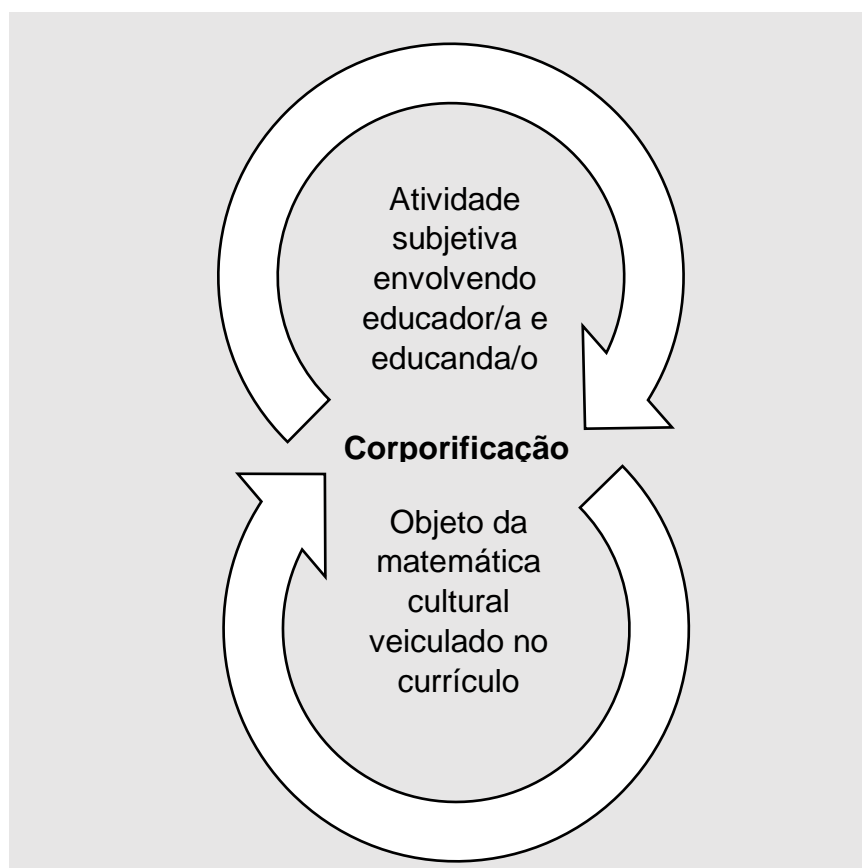 Atividade
subjetiva
envolvendo
educador/a e
educanda/o
Corporificação
Objeto da
matemática
cultural
veiculado no
currículo